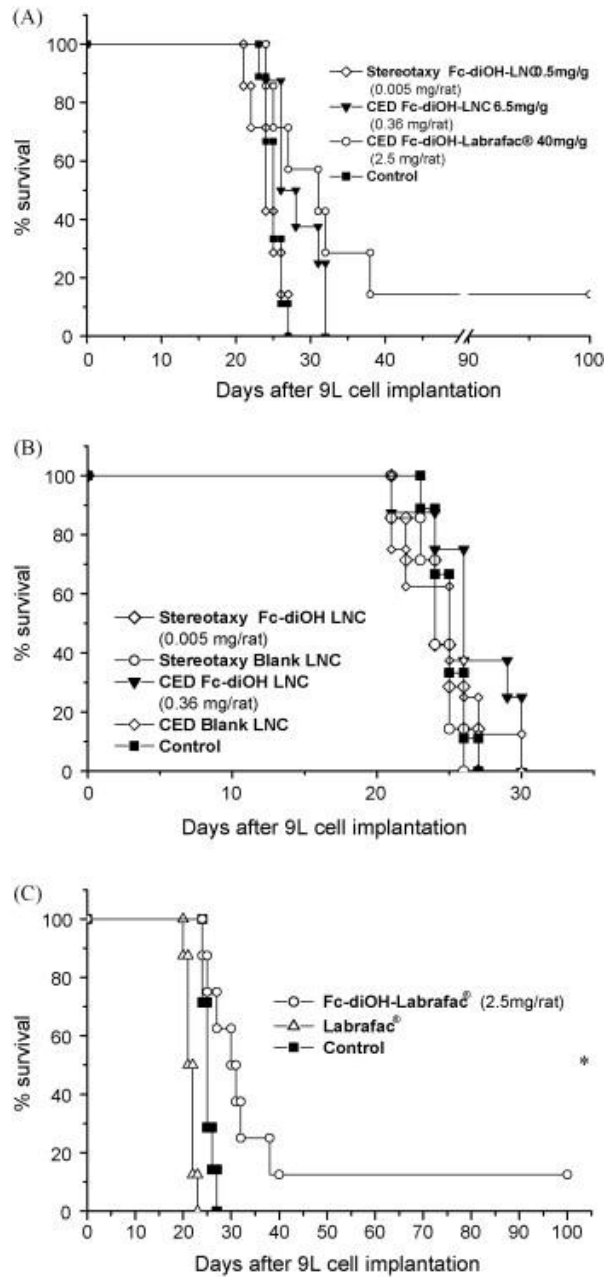 (A)
100
80
60
40
20
0
% survival
Stereotaxy Fc-diOH-LNC 0.5mg/g
(0.005 mg/rat)
CED Fc-diOH-LNC 6.5mg/g
(0.36 mg/rat)
CED Fc-diOH-Labrafac® 40mg/g
(2.5 mg/rat)
Control
0 10 20 30 40 90 100
Days after 9L cell implantation
(B)
100
80
60
40
20
0
% survival
Stereotaxy Fc-diOH LNC
(0.005 mg/rat)
Stereotaxy Blank LNC
CED Fc-diOH LNC
(0.36 mg/rat)
CED Blank LNC
Control
0 10 20 30
Days after 9L cell implantation
(C)
100
80
60
40
20
0
% survival
Fc-diOH-Labrafac® (2.5mg/rat)
Labrafac®
Control
*
0 10 20 30 40 50 60 70 80 90 100
Days after 9L cell implantation